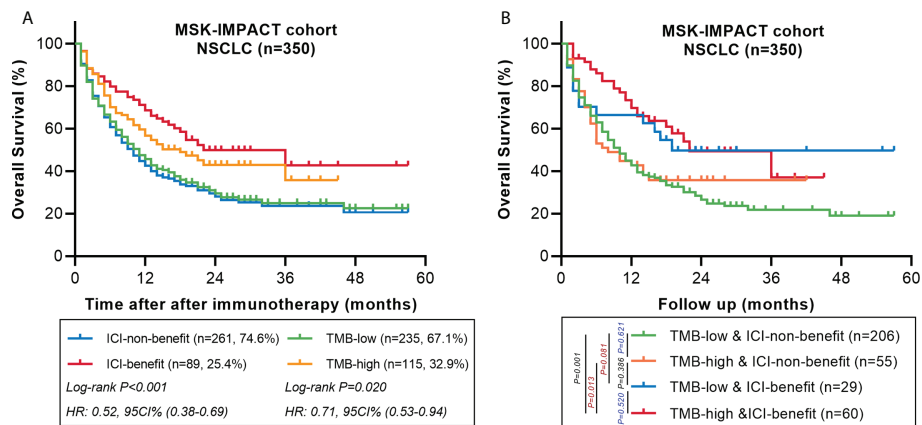 A
MSK-IMPACT cohort
NSCLC (n=350)
Overall Survival (%)
100
80
60
40
20
0
0 12 24 36 48 60
Time after after immunotherapy (months)
ICI-non-benefit (n=261, 74.6%)
TMB-low (n=235, 67.1%)
ICI-benefit (n=89, 25.4%)
TMB-high (n=115, 32.9%)
Log-rank P<0.001
Log-rank P=0.020
HR: 0.52, 95CI% (0.38-0.69)
HR: 0.71, 95CI% (0.53-0.94)
B
MSK-IMPACT cohort
NSCLC (n=350)
Overall Survival (%)
100
80
60
40
20
0
0 12 24 36 48 60
Follow up (months)
P=0.001
P=0.013
P=0.081
P=0.621
P=0.386
P=0.520
TMB-low & ICI-non-benefit (n=206)
TMB-high & ICI-non-benefit (n=55)
TMB-low & ICI-benefit (n=29)
TMB-high &ICI-benefit (n=60)